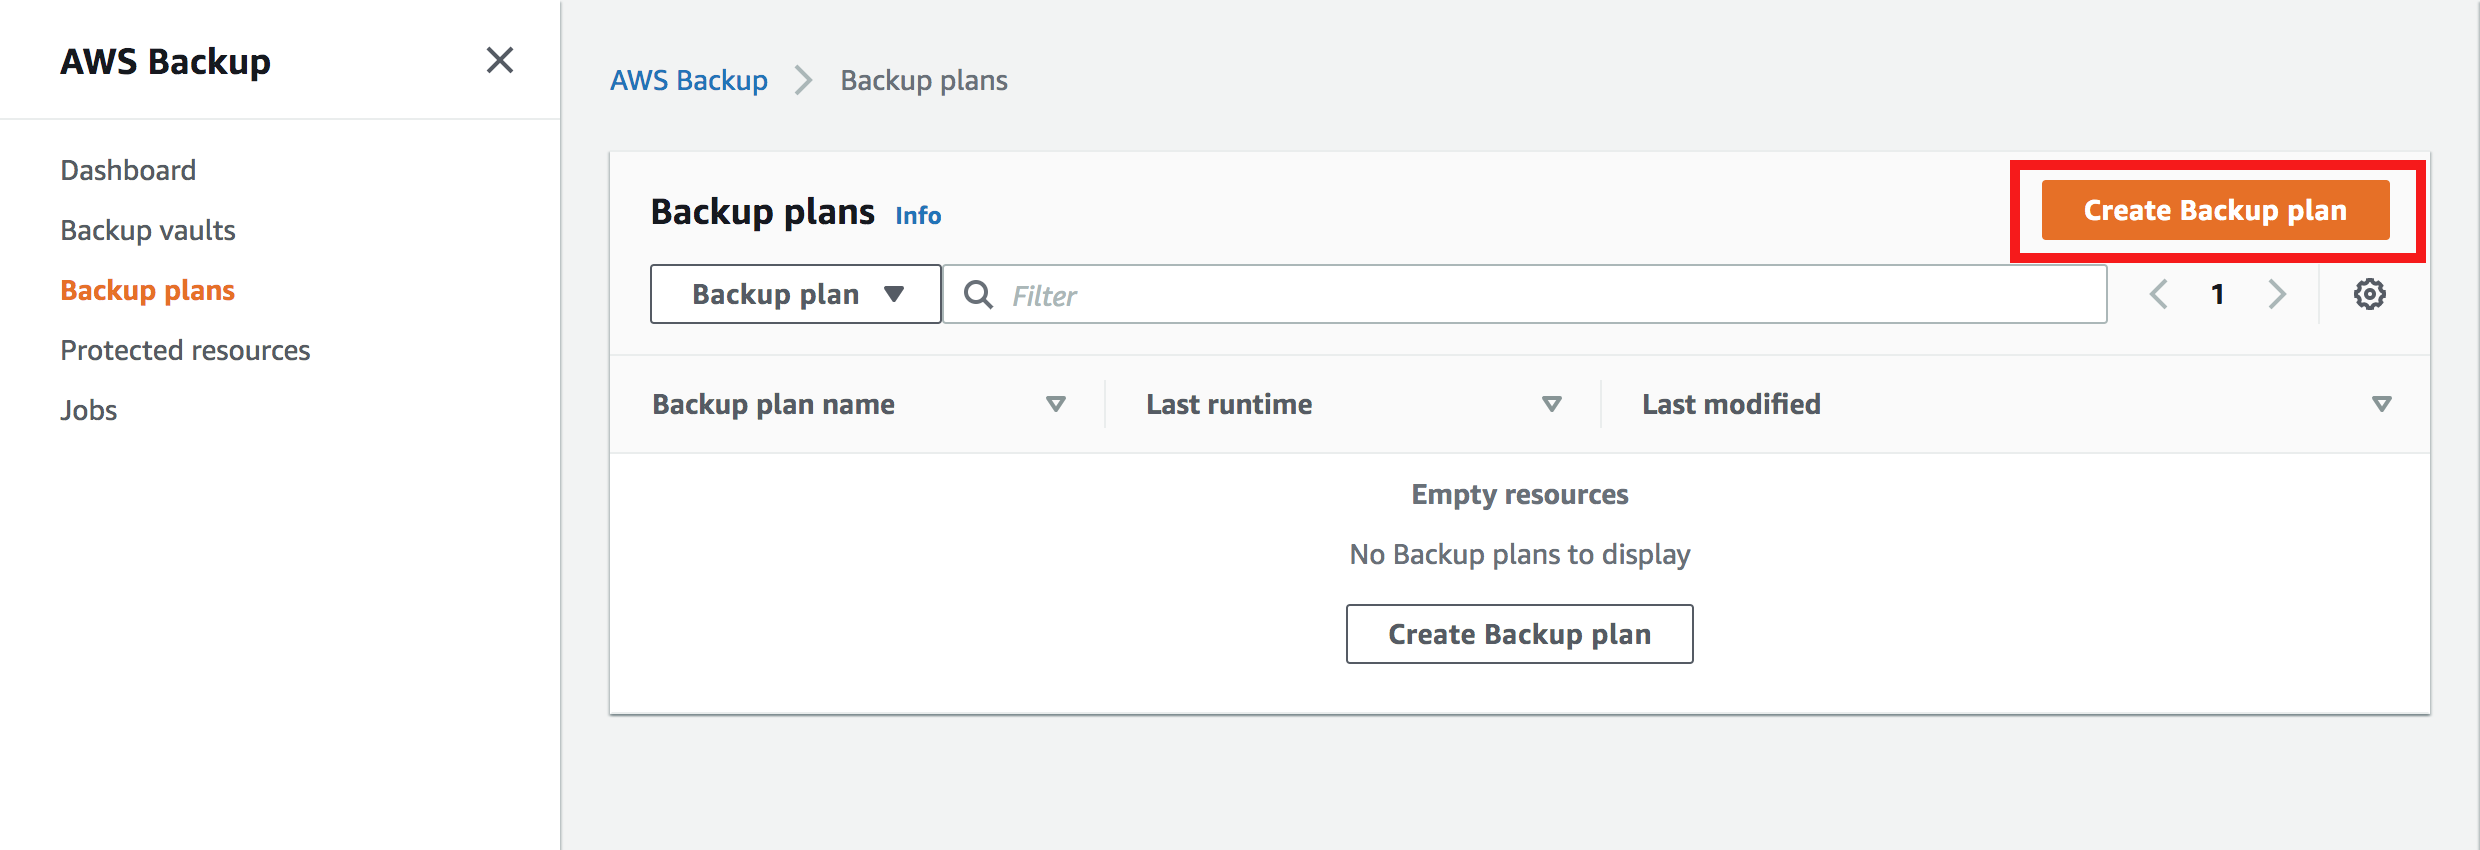 AWS Backup
Dashboard
Backup vaults
Backup plans
Protected resources
Jobs
AWS Backup Backup plans
Backup plans Info
Create Backup plan
Backup plan Filter 1
Backup plan name Last runtime Last modified
Empty resources
No Backup plans to display
Create Backup plan